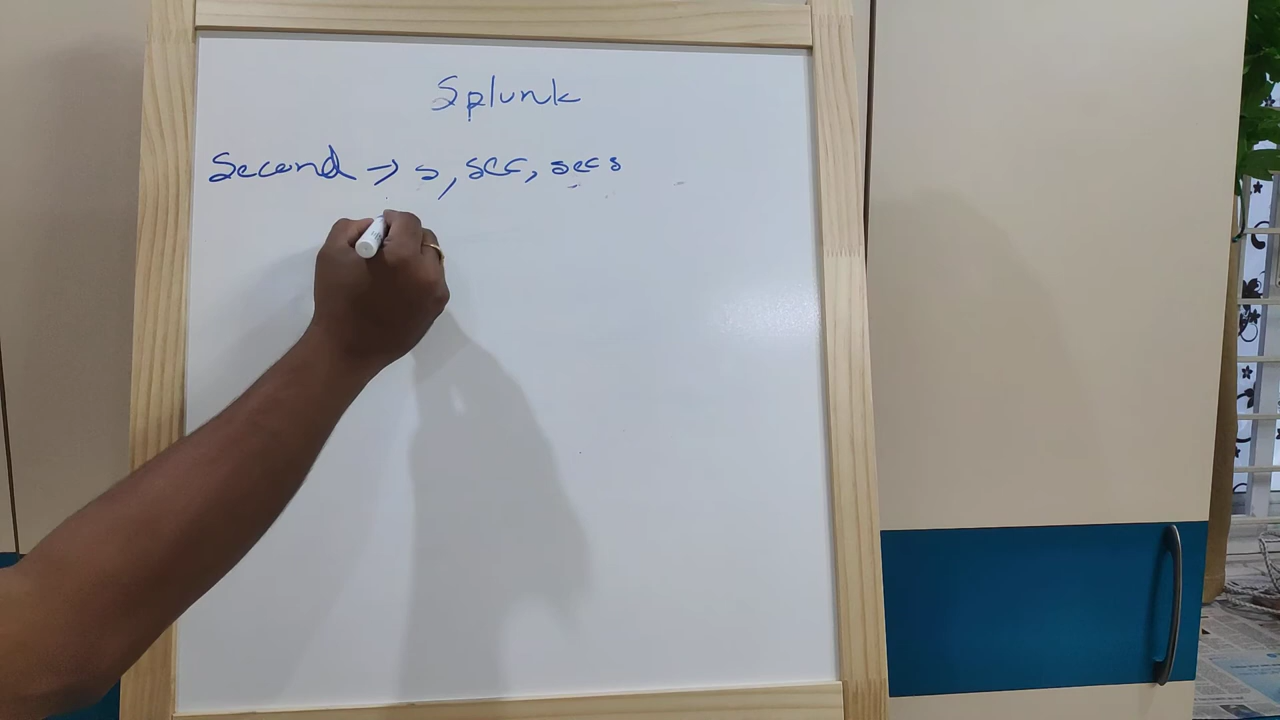 Splunk
Second → s, sec, secs